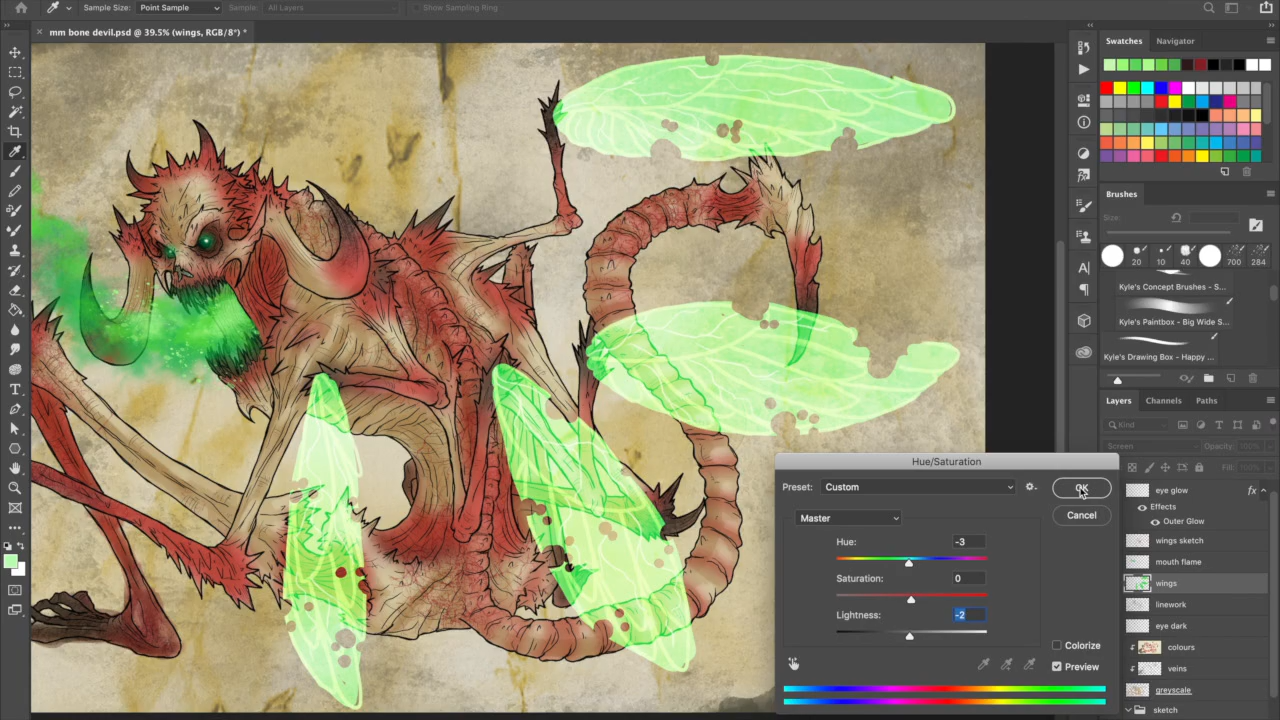 Sample Size: Point Sample Sample: All Layers Show Sampling Ring
mm bone devil.psd @ 39.5% (wings, RGB/8*) *
Swatches Navigator
Brushes
Size:
20 10 40 700 284
Kyle's Concept Brushes - S...
Kyle's Paintbox - Big Wide S...
Kyle's Drawing Box - Happy ...
Layers Channels Paths
Kind
Screen Opacity: 100%
Fill: 100%
eye glow fx
Effects
Outer Glow
wings sketch
mouth flame
wings
linework
eye dark
colours
veins
greyscale
sketch
Hue/Saturation
Preset: Custom OK
Cancel
Master
Hue: -3
Saturation: 0
Lightness: -2
Colorize
Preview